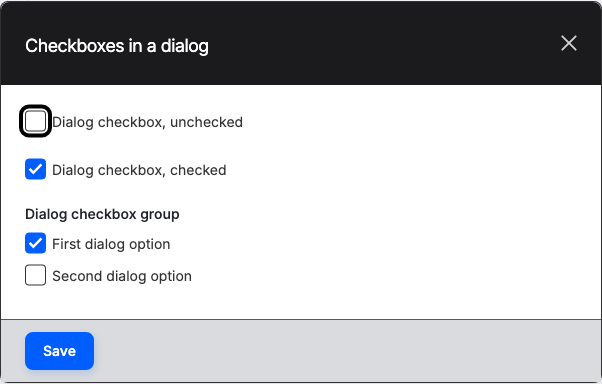 Checkboxes in a dialog
Dialog checkbox, unchecked
Dialog checkbox, checked
Dialog checkbox group
First dialog option
Second dialog option
Save